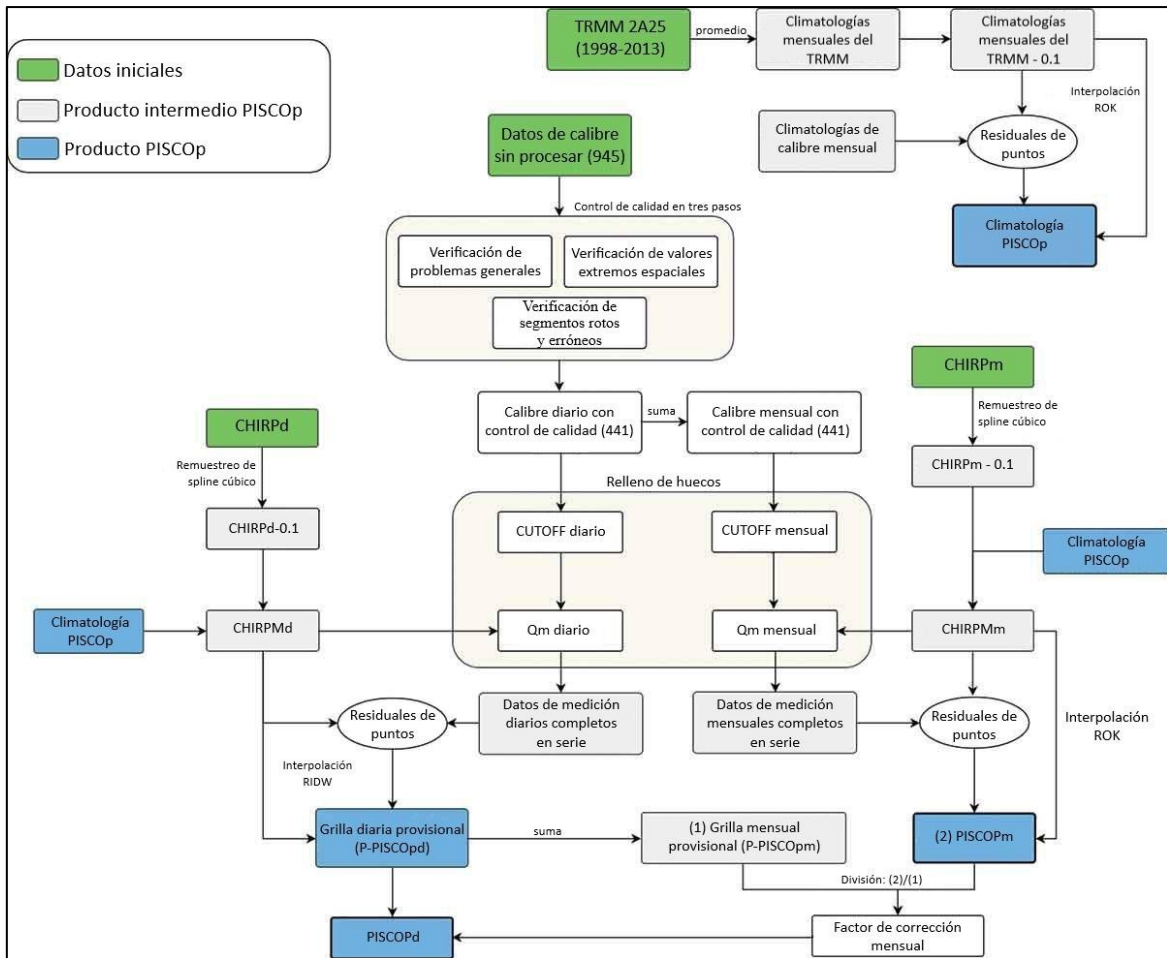 Datos iniciales
Producto intermedio PISCOp
Producto PISCOp
TRMM 2A25
(1998-2013)
promedio
Climatologías
mensuales del
TRMM
Climatologías
mensuales del
TRMM - 0.1
Interpolación
ROK
Climatologías de
calibre mensual
Residuales de
puntos
Climatología
PISCOp
Datos de calibre
sin procesar (945)
Control de calidad en tres pasos
Verificación de
problemas generales
Verificación de valores
extremos espaciales
Verificación de
segmentos rotos
y erróneos
Calibre diario con
control de calidad (441)
suma
Calibre mensual con
control de calidad (441)
CHIRPm
Remuestreo de
spline cúbico
CHIRPm - 0.1
CHIRPd
Remuestreo de
spline cúbico
CHIRPd-0.1
Relleno de huecos
CUTOFF diario
CUTOFF mensual
Climatología
PISCOp
Climatología
PISCOp
CHIRPMd
Qm diario
Qm mensual
CHIRPMm
Residuales de
puntos
Datos de medición
diarios completos
en serie
Datos de medición
mensuales completos
en serie
Residuales de
puntos
Interpolación
ROK
Interpolación
RIDW
Grilla diaria provisional
(P-PISCOpd)
suma
(1) Grilla mensual
provisional (P-PISCOpm)
(2) PISCOPm
División: (2)/(1)
PISCOPd
Factor de corrección
mensual